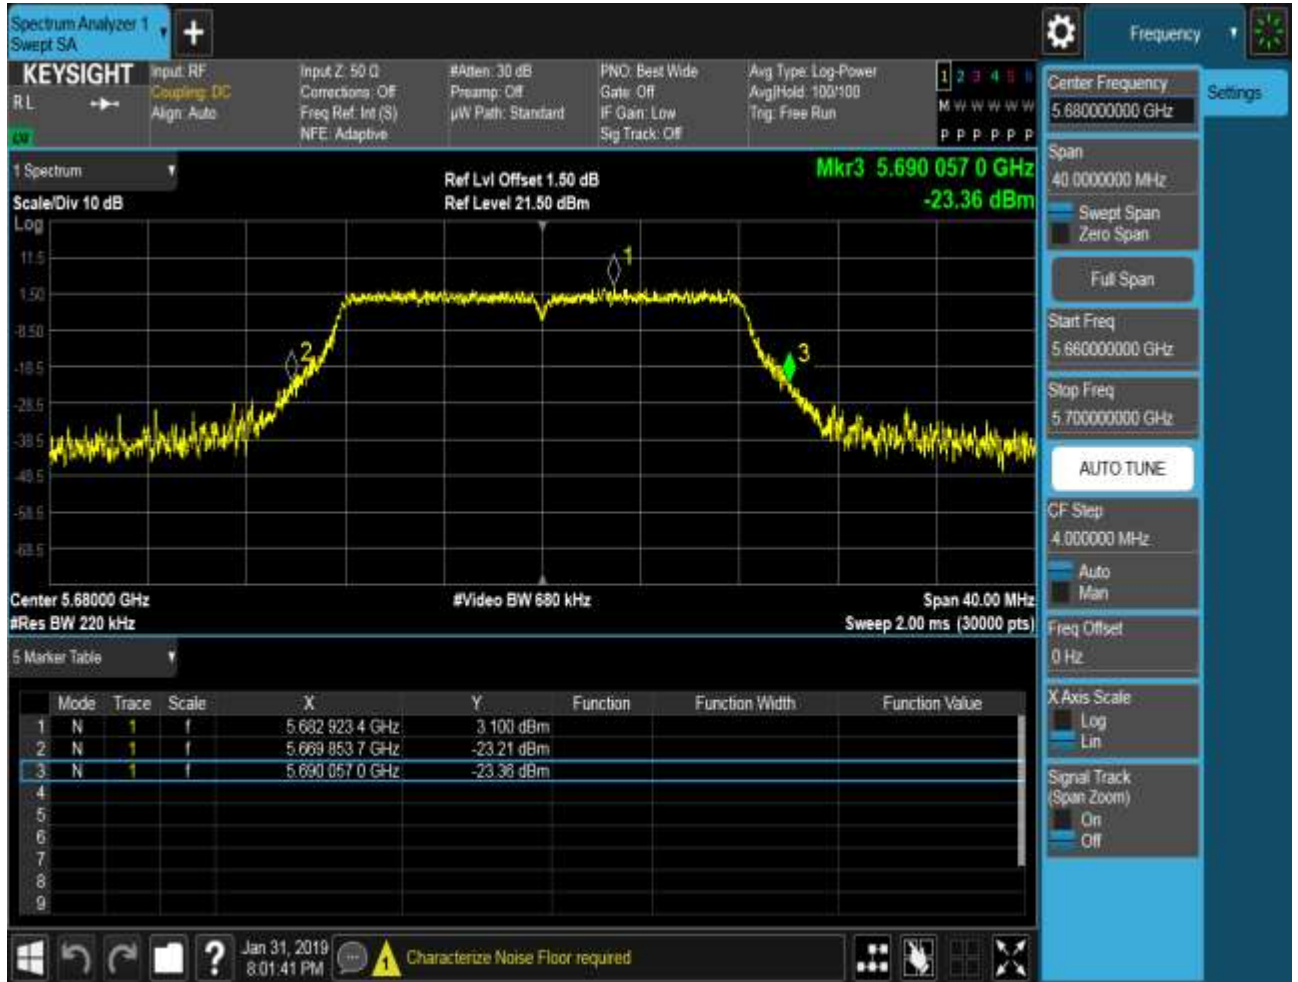 Spectrum Analyzer 1
Swept SA
+
Frequency
KEYSIGHT
RL
Input: RF
Coupling: DC
Align: Auto
Input Z: 50 Ω
Corrections: Off
Freq Ref: Int (S)
NFE: Adaptive
#Atten: 30 dB
Preamp: Off
µW Path: Standard
PNO: Best Wide
Gate: Off
IF Gain: Low
Sig Track: Off
Avg Type: Log-Power
Avg|Hold: 100/100
Trig: Free Run
1 2 3 4 5 6
M W W W W W
P P P P P P
1 Spectrum
Scale/Div 10 dB
Ref Lvl Offset 1.50 dB
Ref Level 21.50 dBm
Mkr3 5.690 057 0 GHz
-23.36 dBm
Log
11.5
1.50
-8.50
-18.5
-28.5
-38.5
-48.5
-58.5
-68.5
1
2
3
Center 5.68000 GHz
#Res BW 220 kHz
#Video BW 680 kHz
Span 40.00 MHz
Sweep 2.00 ms (30000 pts)
5 Marker Table
Mode Trace Scale X Y Function Function Width Function Value
1 N 1 f 5.682 923 4 GHz 3.100 dBm
2 N 1 f 5.669 853 7 GHz -23.21 dBm
3 N 1 f 5.690 057 0 GHz -23.36 dBm
4
5
6
7
8
9
Center Frequency
5.680000000 GHz
Settings
Span
40.0000000 MHz
Swept Span
Zero Span
Full Span
Start Freq
5.660000000 GHz
Stop Freq
5.700000000 GHz
AUTO TUNE
CF Step
4.000000 MHz
Auto
Man
Freq Offset
0 Hz
X Axis Scale
Log
Lin
Signal Track
(Span Zoom)
On
Off
?
Jan 31, 2019
8:01:41 PM
1
Characterize Noise Floor required